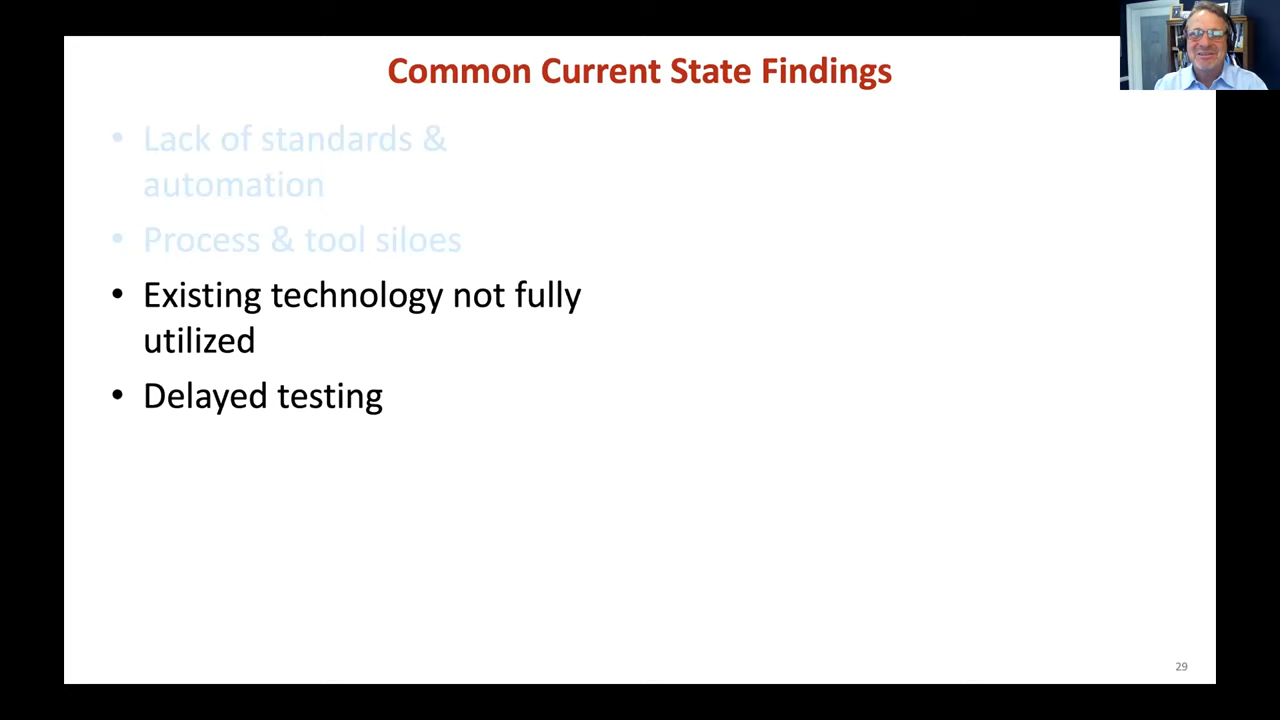 Common Current State Findings
• Lack of standards &
automation
• Process & tool siloes
• Existing technology not fully
utilized
• Delayed testing
29